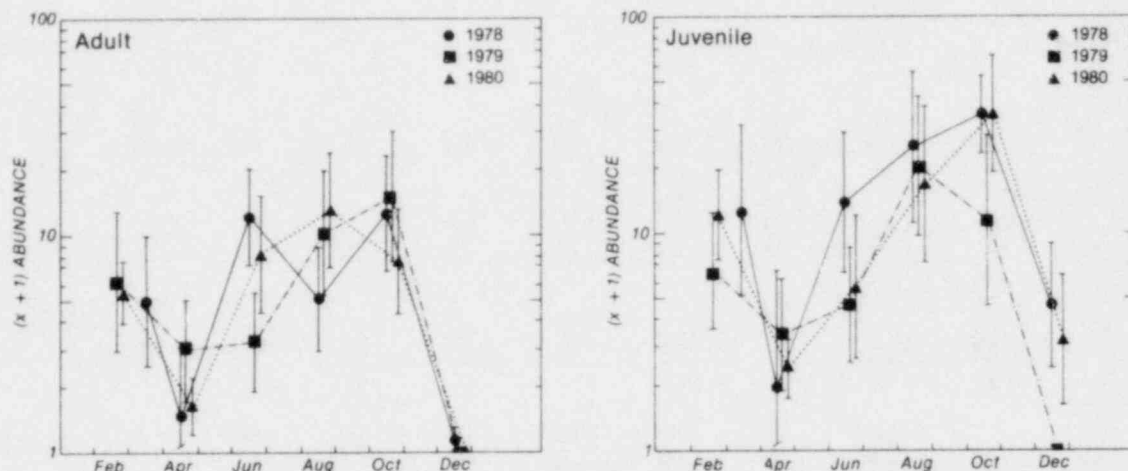 100
Adult
1978
1979
1980
10
1
(x + 1) ABUNDANCE
Feb Apr Jun Aug Oct Dec
100
Juvenile
1978
1979
1980
10
1
(x + 1) ABUNDANCE
Feb Apr Jun Aug Oct Dec